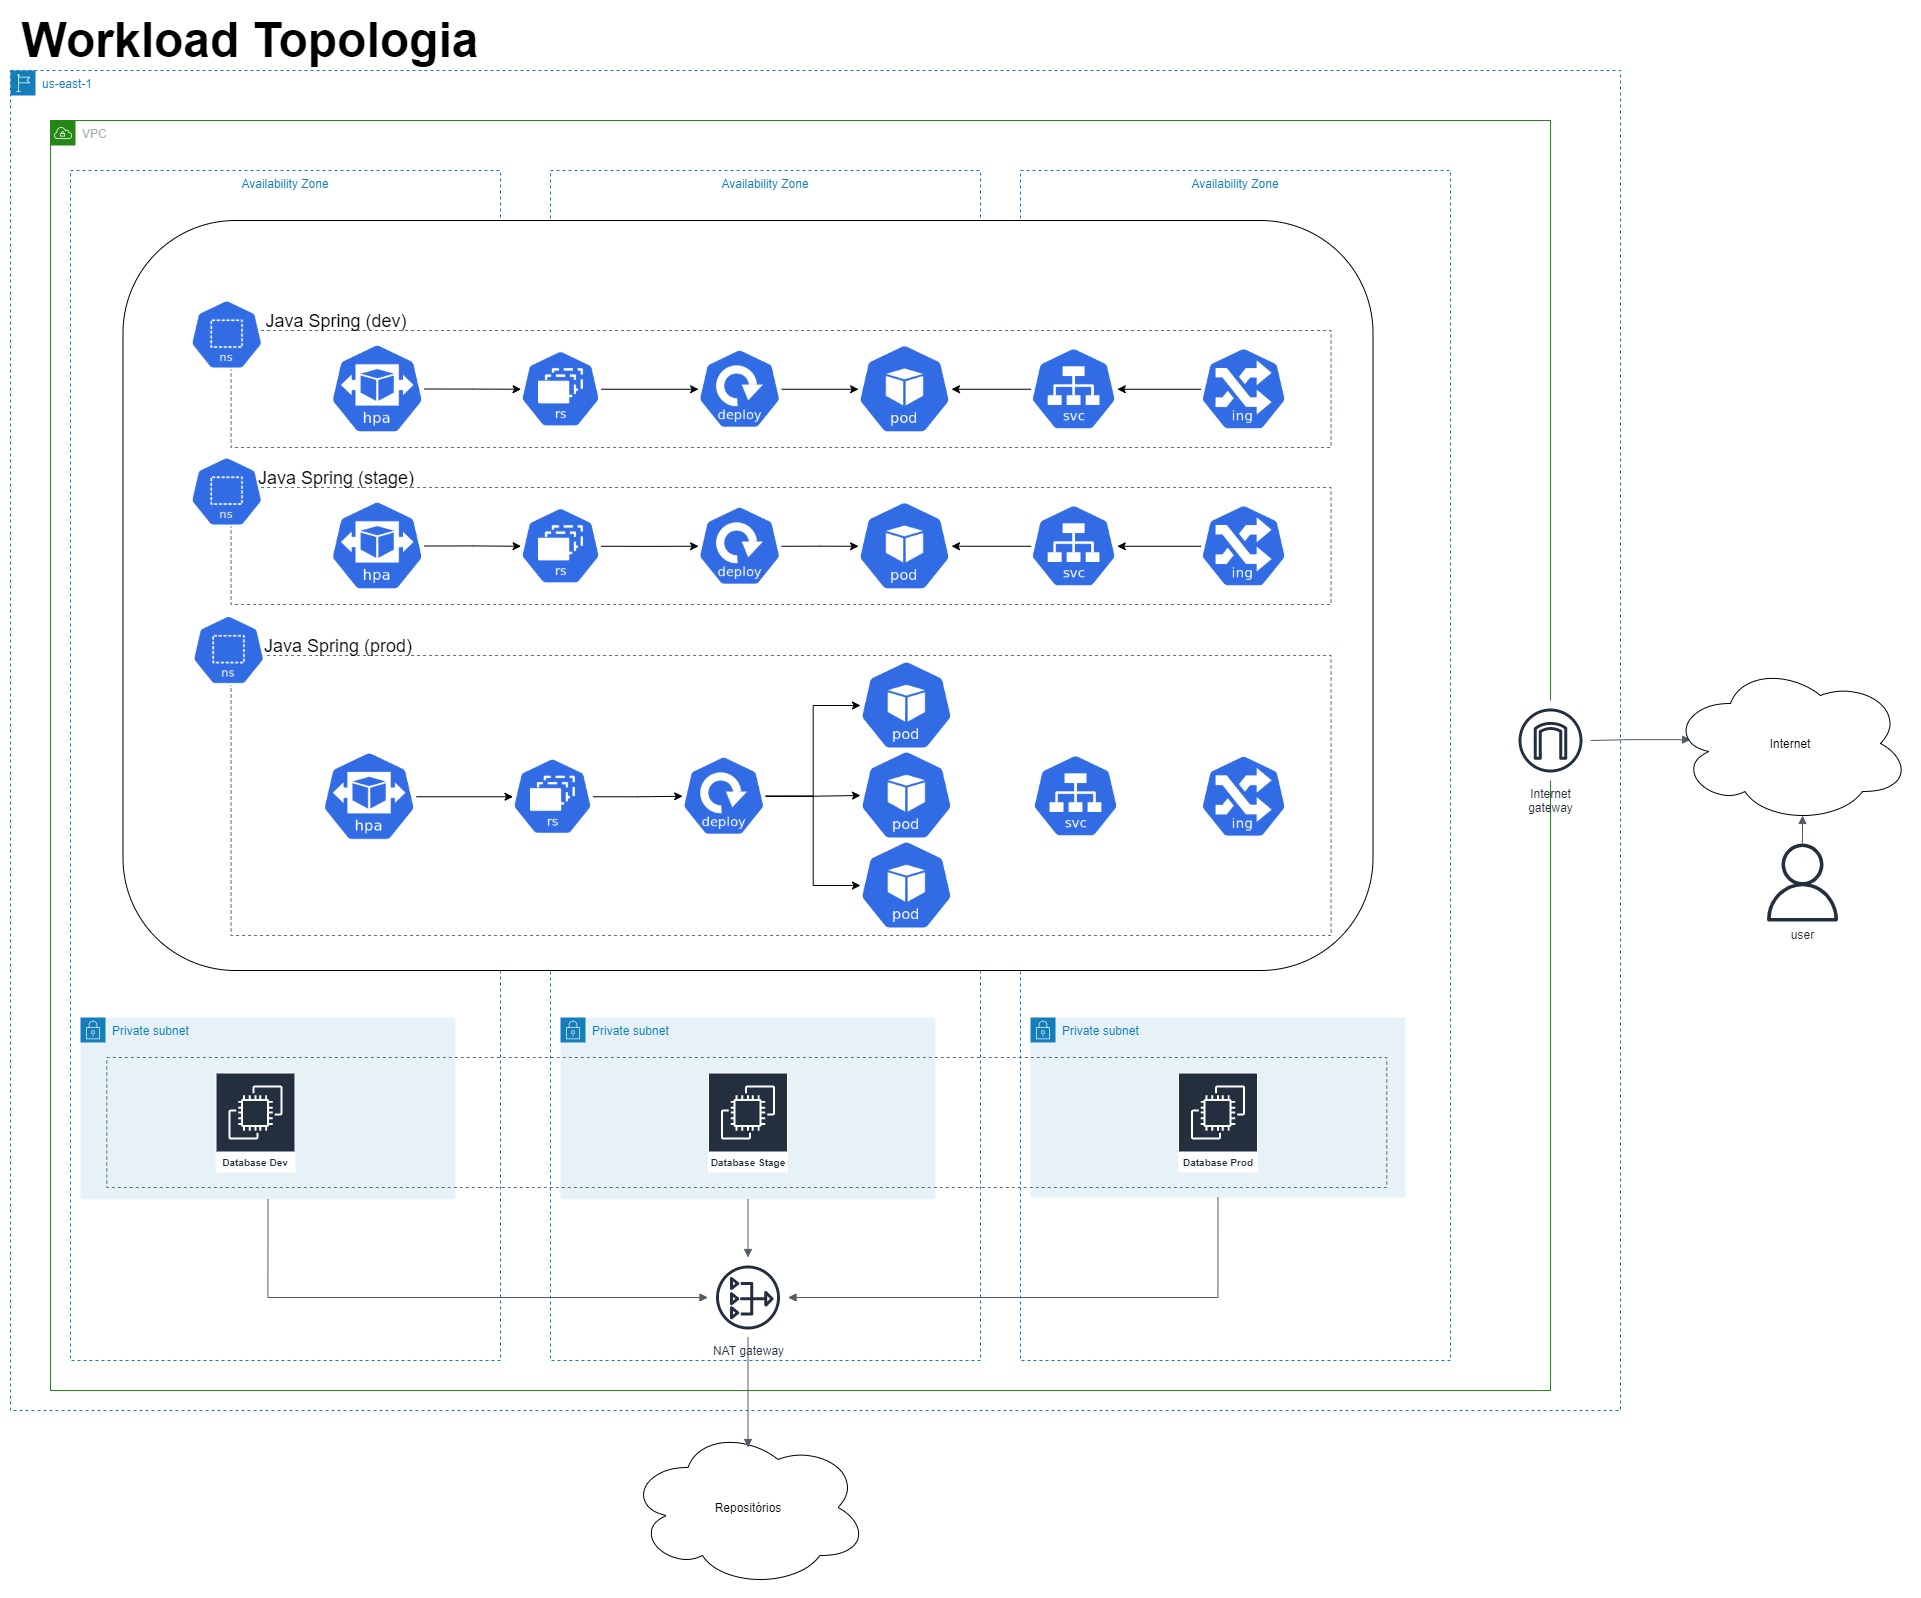 Workload Topologia
us-east-1
VPC
Availability Zone
Availability Zone
Availability Zone
ns
Java Spring (dev)
hpa
rs
deploy
pod
svc
ing
ns
Java Spring (stage)
hpa
rs
deploy
pod
svc
ing
ns
Java Spring (prod)
pod
hpa
rs
deploy
pod
svc
ing
pod
Internet
gateway
Internet
user
Private subnet
Private subnet
Private subnet
Database Dev
Database Stage
Database Prod
NAT gateway
Repositórios